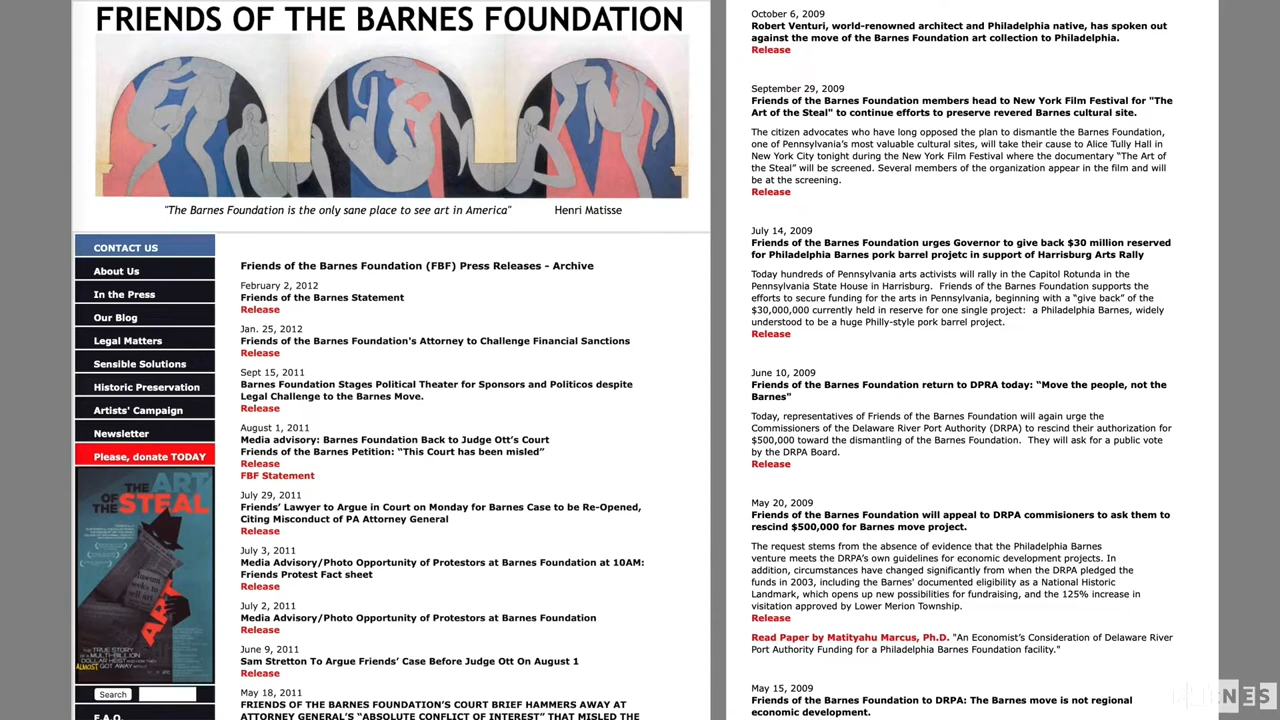 FRIENDS OF THE BARNES FOUNDATION
"The Barnes Foundation is the only sane place to see art in America" Henri Matisse
CONTACT US
About Us
In the Press
Our Blog
Legal Matters
Sensible Solutions
Historic Preservation
Artists' Campaign
Newsletter
Please, donate TODAY
THE ART
OF THE STEAL
ART
THE TRUE STORY
OF A MULTI-BILLION
DOLLAR HEIST AND HOW THEY
ALMOST GOT AWAY WITH IT
Search
F.A.Q.
Friends of the Barnes Foundation (FBF) Press Releases - Archive
February 2, 2012
Friends of the Barnes Statement
Release
Jan. 25, 2012
Friends of the Barnes Foundation's Attorney to Challenge Financial Sanctions
Release
Sept 15, 2011
Barnes Foundation Stages Political Theater for Sponsors and Politicos despite
Legal Challenge to the Barnes Move.
Release
August 1, 2011
Media advisory: Barnes Foundation Back to Judge Ott's Court
Friends of the Barnes Petition: “This Court has been misled”
Release
FBF Statement
July 29, 2011
Friends’ Lawyer to Argue in Court on Monday for Barnes Case to be Re-Opened,
Citing Misconduct of PA Attorney General
Release
July 3, 2011
Media Advisory/Photo Opportunity of Protestors at Barnes Foundation at 10AM:
Friends Protest Fact sheet
Release
July 2, 2011
Media Advisory/Photo Opportunity of Protestors at Barnes Foundation
Release
June 9, 2011
Sam Stretton To Argue Friends’ Case Before Judge Ott On August 1
Release
May 18, 2011
FRIENDS OF THE BARNES FOUNDATION'S COURT BRIEF HAMMERS AWAY AT
ATTORNEY GENERAL'S “ABSOLUTE CONFLICT OF INTEREST” THAT MISLED THE
October 6, 2009
Robert Venturi, world-renowned architect and Philadelphia native, has spoken out
against the move of the Barnes Foundation art collection to Philadelphia.
Release
September 29, 2009
Friends of the Barnes Foundation members head to New York Film Festival for "The
Art of the Steal" to continue efforts to preserve revered Barnes cultural site.
The citizen advocates who have long opposed the plan to dismantle the Barnes Foundation,
one of Pennsylvania’s most valuable cultural sites, will take their cause to Alice Tully Hall in
New York City tonight during the New York Film Festival where the documentary “The Art of
the Steal” will be screened. Several members of the organization appear in the film and will
be at the screening.
Release
July 14, 2009
Friends of the Barnes Foundation urges Governor to give back $30 million reserved
for Philadelphia Barnes pork barrel projetc in support of Harrisburg Arts Rally
Today hundreds of Pennsylvania arts activists will rally in the Capitol Rotunda in the
Pennsylvania State House in Harrisburg. Friends of the Barnes Foundation supports the
efforts to secure funding for the arts in Pennsylvania, beginning with a “give back” of the
$30,000,000 currently held in reserve for one single project: a Philadelphia Barnes, widely
understood to be a huge Philly-style pork barrel project.
Release
June 10, 2009
Friends of the Barnes Foundation return to DPRA today: “Move the people, not the
Barnes"
Today, representatives of Friends of the Barnes Foundation will again urge the
Commissioners of the Delaware River Port Authority (DRPA) to rescind their authorization for
$500,000 toward the dismantling of the Barnes Foundation. They will ask for a public vote
by the DRPA Board.
Release
May 20, 2009
Friends of the Barnes Foundation will appeal to DRPA commisioners to ask them to
rescind $500,000 for Barnes move project.
The request stems from the absence of evidence that the Philadelphia Barnes
venture meets the DRPA’s own guidelines for economic development projects. In
addition, circumstances have changed significantly from when the DRPA pledged the
funds in 2003, including the Barnes' documented eligibility as a National Historic
Landmark, which opens up new possibilities for fundraising, and the 125% increase in
visitation approved by Lower Merion Township.
Release
Read Paper by Matityahu Marcus, Ph.D. "An Economist’s Consideration of Delaware River
Port Authority Funding for a Philadelphia Barnes Foundation facility.”
May 15, 2009
Friends of the Barnes Foundation to DRPA: The Barnes move is not regional
economic development.